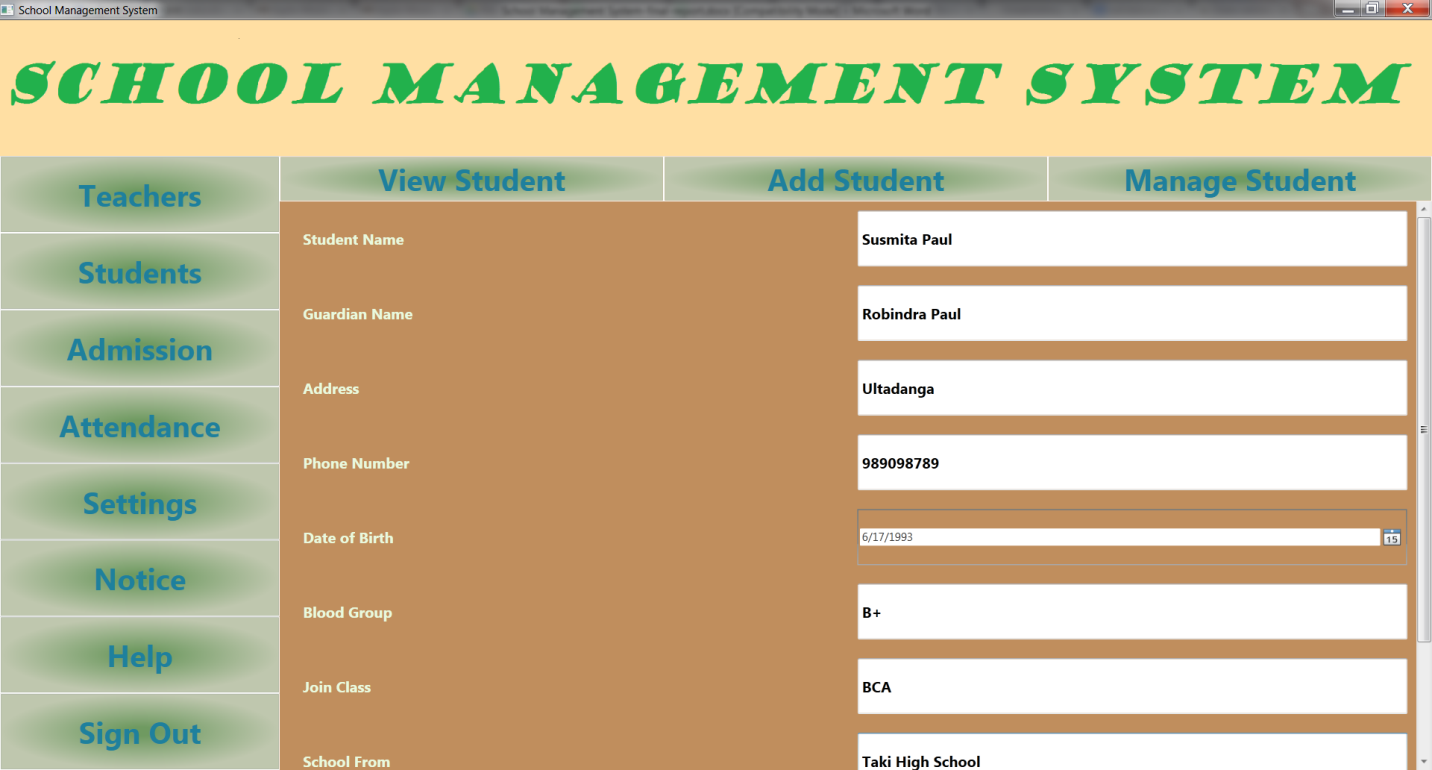 School Management System
SCHOOL MANAGEMENT SYSTEM
Teachers
Students
Admission
Attendance
Settings
Notice
Help
Sign Out
View Student Add Student Manage Student
Student Name Susmita Paul
Guardian Name Robindra Paul
Address Ultadanga
Phone Number 989098789
Date of Birth 6/17/1993 15
Blood Group B+
Join Class BCA
School From Taki High School